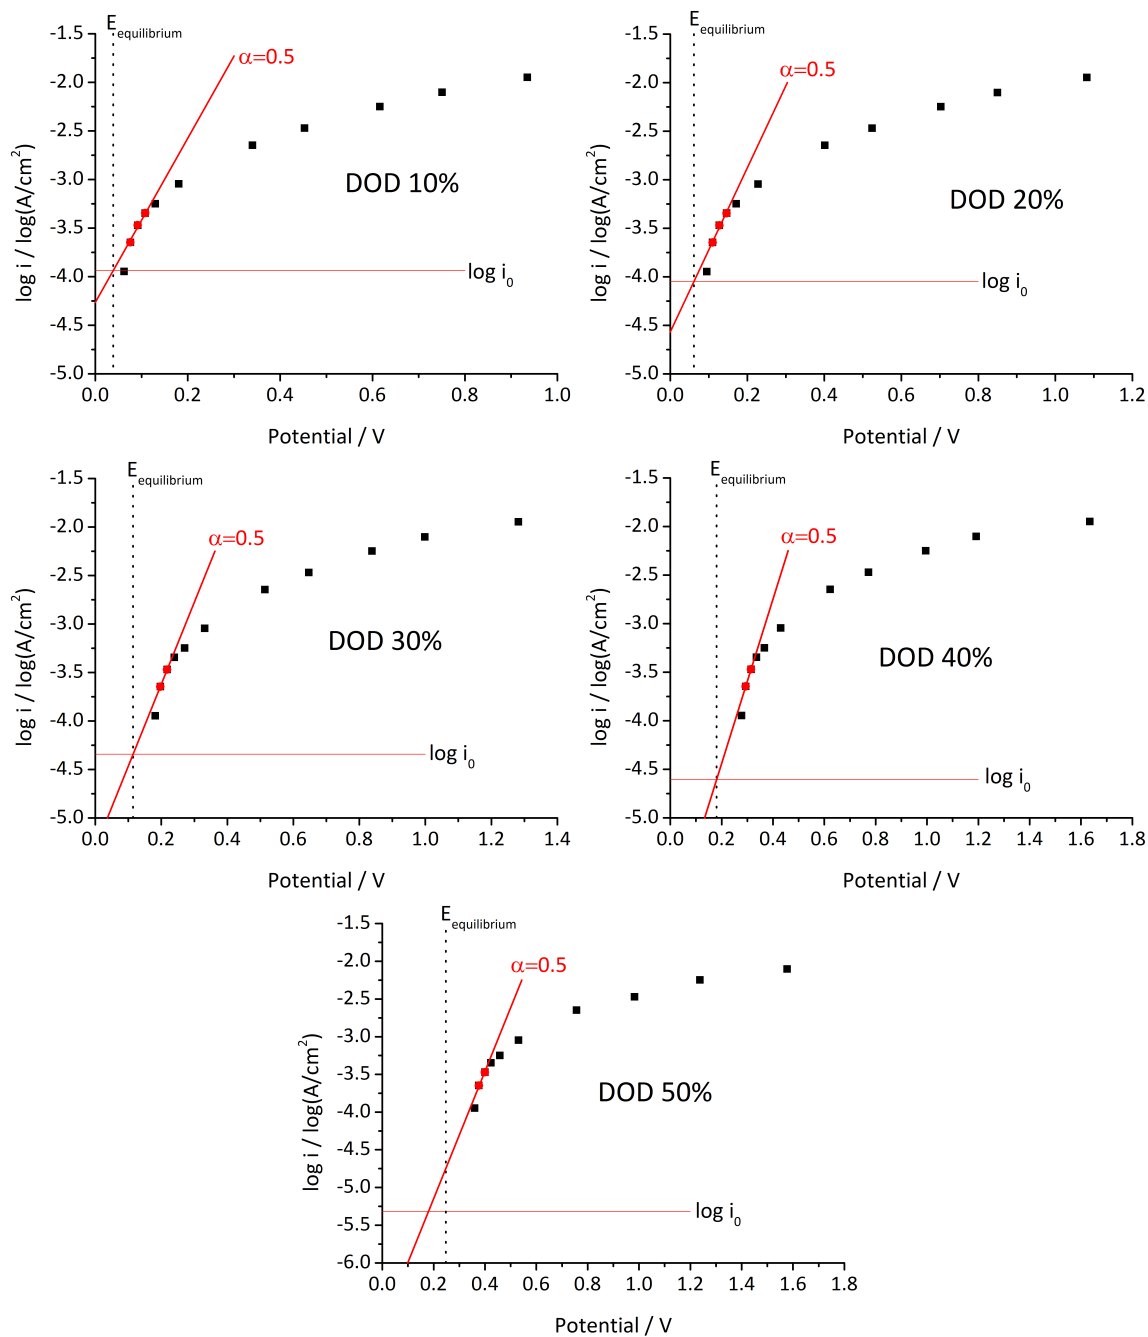 E equilibrium
α=0.5
DOD 10%
log i₀
log i / log(A/cm²)
-1.5
-2.0
-2.5
-3.0
-3.5
-4.0
-4.5
-5.0
0.0 0.2 0.4 0.6 0.8 1.0
Potential / V
E equilibrium
α=0.5
DOD 20%
log i₀
log i / log(A/cm²)
-1.5
-2.0
-2.5
-3.0
-3.5
-4.0
-4.5
-5.0
0.0 0.2 0.4 0.6 0.8 1.0 1.2
Potential / V
E equilibrium
α=0.5
DOD 30%
log i₀
log i / log(A/cm²)
-1.5
-2.0
-2.5
-3.0
-3.5
-4.0
-4.5
-5.0
0.0 0.2 0.4 0.6 0.8 1.0 1.2 1.4
Potential / V
E equilibrium
α=0.5
DOD 40%
log i₀
log i / log(A/cm²)
-1.5
-2.0
-2.5
-3.0
-3.5
-4.0
-4.5
-5.0
0.0 0.2 0.4 0.6 0.8 1.0 1.2 1.4 1.6 1.8
Potential / V
E equilibrium
α=0.5
DOD 50%
log i₀
log i / log(A/cm²)
-1.5
-2.0
-2.5
-3.0
-3.5
-4.0
-4.5
-5.0
-5.5
-6.0
0.0 0.2 0.4 0.6 0.8 1.0 1.2 1.4 1.6 1.8
Potential / V